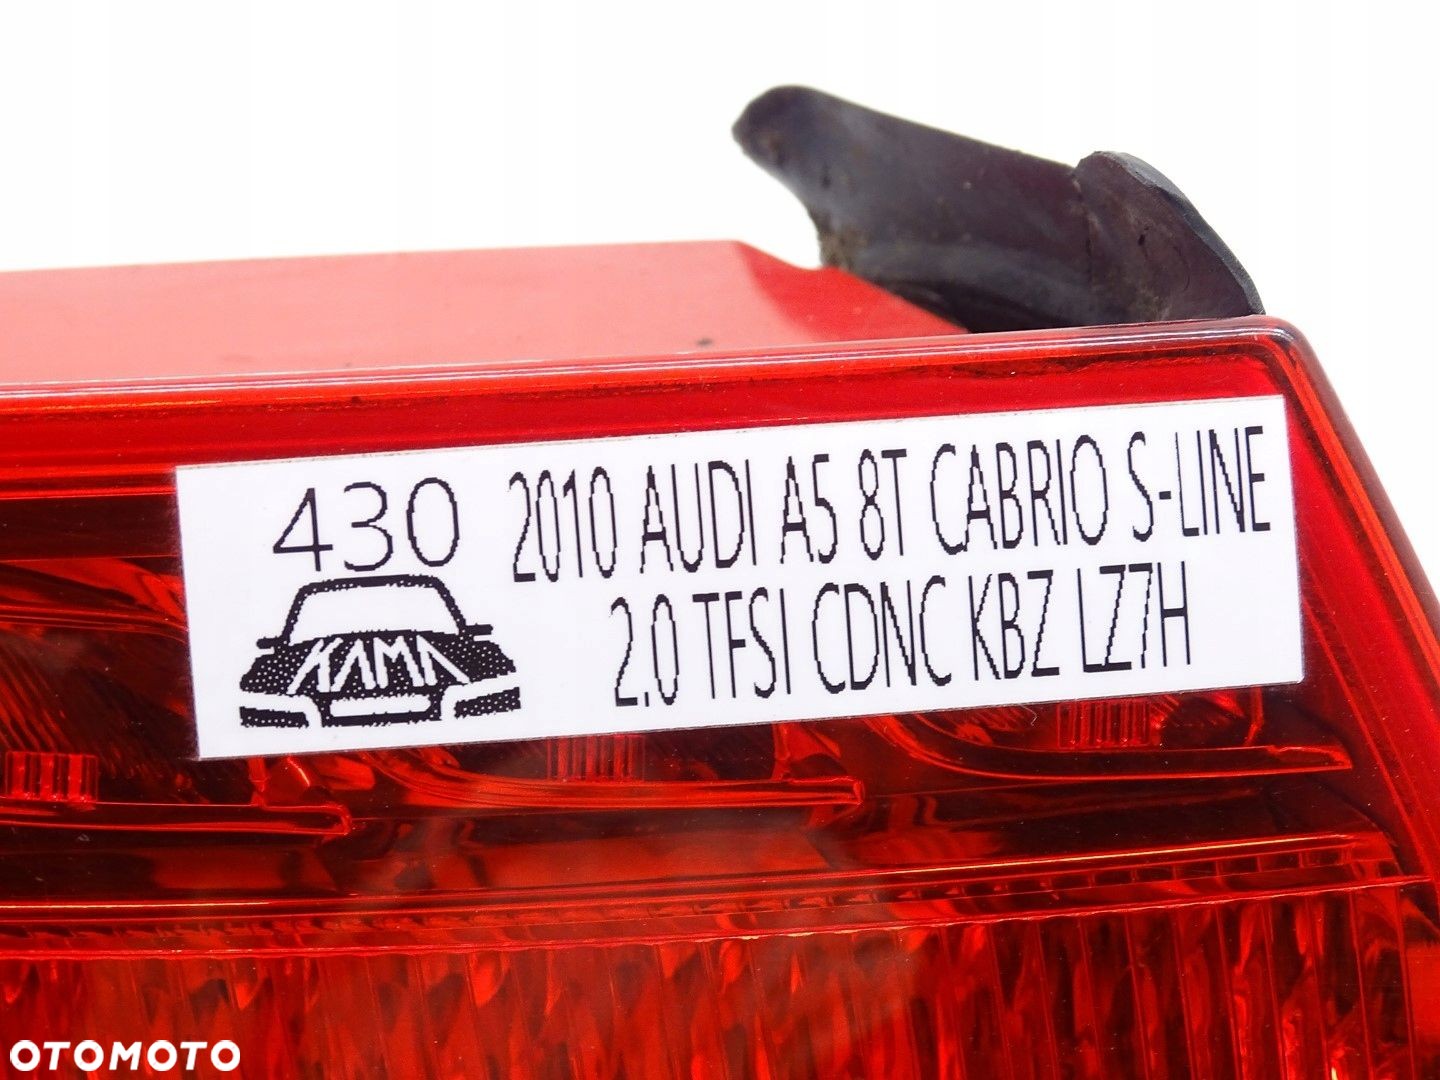 430 2010 AUDI A5 8T CABRIO S-LINE
KAMA 2.0 TFSI CDNC KBZ LZ7H
OTOMOTO